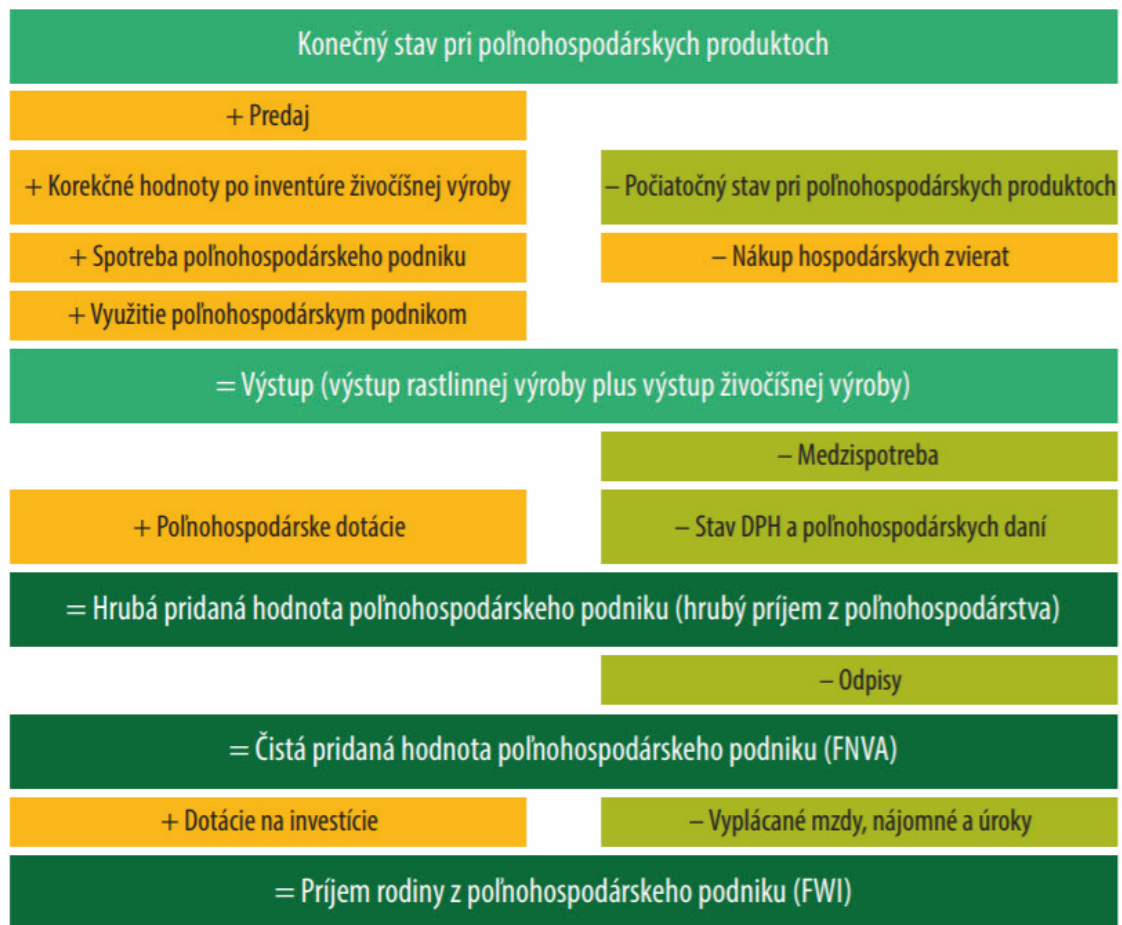 Konečný stav pri poľnohospodárskych produktoch
+ Predaj
+ Korekčné hodnoty po inventúre živočíšnej výroby
– Počiatočný stav pri poľnohospodárskych produktoch
+ Spotreba poľnohospodárskeho podniku
– Nákup hospodárskych zvierat
+ Využitie poľnohospodárskym podnikom
= Výstup (výstup rastlinnej výroby plus výstup živočíšnej výroby)
– Medzispotreba
+ Poľnohospodárske dotácie
– Stav DPH a poľnohospodárskych daní
= Hrubá pridaná hodnota poľnohospodárskeho podniku (hrubý príjem z poľnohospodárstva)
– Odpisy
= Čistá pridaná hodnota poľnohospodárskeho podniku (FNVA)
+ Dotácie na investície
– Vyplácané mzdy, nájomné a úroky
= Príjem rodiny z poľnohospodárskeho podniku (FWI)